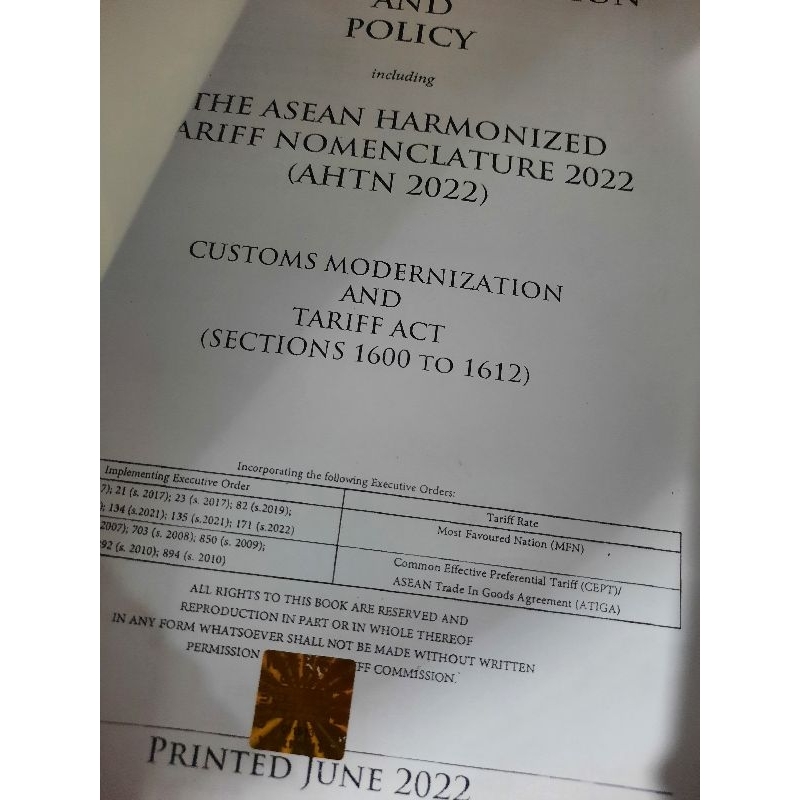 AND
POLICY
including
THE ASEAN HARMONIZED
ARIFF NOMENCLATURE 2022
(AHTN 2022)
CUSTOMS MODERNIZATION
AND
TARIFF ACT
(SECTIONS 1600 TO 1612)
Incorporating the following Executive Orders:
Implementing Executive Order
Tariff Rate
7); 21 (s. 2017); 23 (s. 2017); 82 (s.2019);
; 134 (s.2021); 135 (s.2021); 171 (s.2022)
Most Favoured Nation (MFN)
2007); 703 (s. 2008); 850 (s. 2009);
92 (s. 2010); 894 (s. 2010)
Common Effective Preferential Tariff (CEPT)/
ASEAN Trade In Goods Agreement (ATIGA)
ALL RIGHTS TO THIS BOOK ARE RESERVED AND
REPRODUCTION IN PART OR IN WHOLE THEREOF
IN ANY FORM WHATSOEVER SHALL NOT BE MADE WITHOUT WRITTEN
PERMISSION FF COMMISSION.
PRINTED JUNE 2022